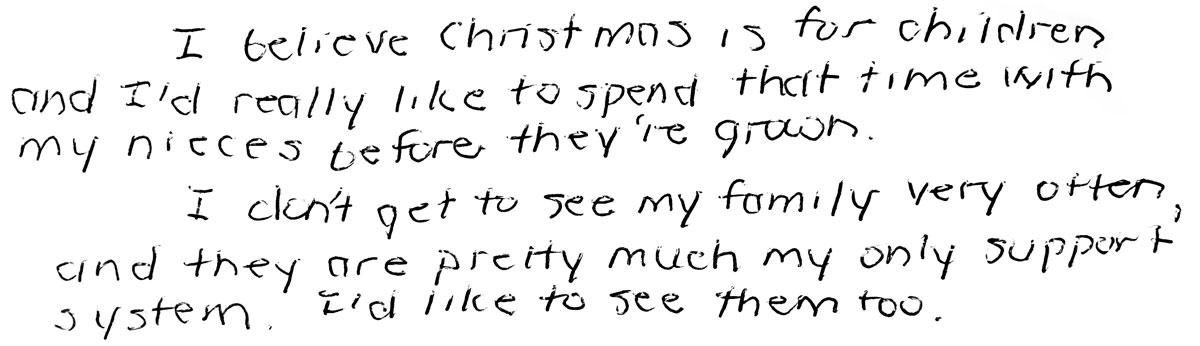 I believe Christmas is for children
and I'd really like to spend that time with
my nieces before they're grown.
I don't get to see my family very often,
and they are pretty much my only support
system. I'd like to see them too.